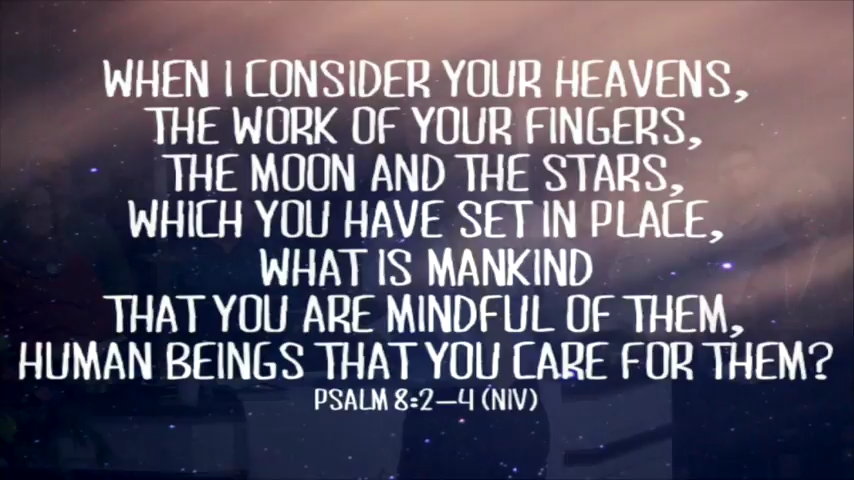 WHEN I CONSIDER YOUR HEAVENS,
THE WORK OF YOUR FINGERS,
THE MOON AND THE STARS,
WHICH YOU HAVE SET IN PLACE,
WHAT IS MANKIND
THAT YOU ARE MINDFUL OF THEM,
HUMAN BEINGS THAT YOU CARE FOR THEM?
PSALM 8:2–4 (NIV)